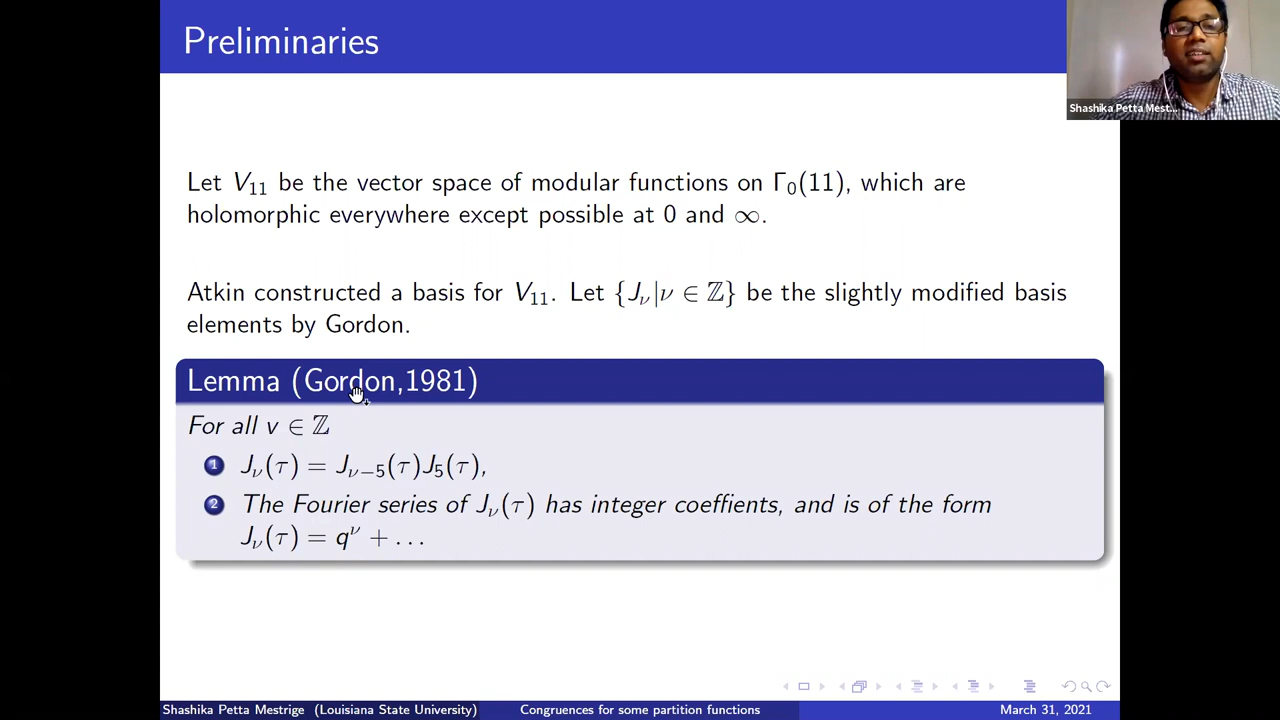 Preliminaries
Shashika Petta Mest...
Let V₁₁ be the vector space of modular functions on Γ₀(11), which are
holomorphic everywhere except possible at 0 and ∞.
Atkin constructed a basis for V₁₁. Let {J_ν|ν ∈ ℤ} be the slightly modified basis
elements by Gordon.
Lemma (Gordon,1981)
For all v ∈ ℤ
1 J_ν(τ) = J_{ν−5}(τ)J₅(τ),
2 The Fourier series of J_ν(τ) has integer coeffients, and is of the form
J_ν(τ) = q^ν + . . .
Shashika Petta Mestrige (Louisiana State University) Congruences for some partition functions March 31, 2021